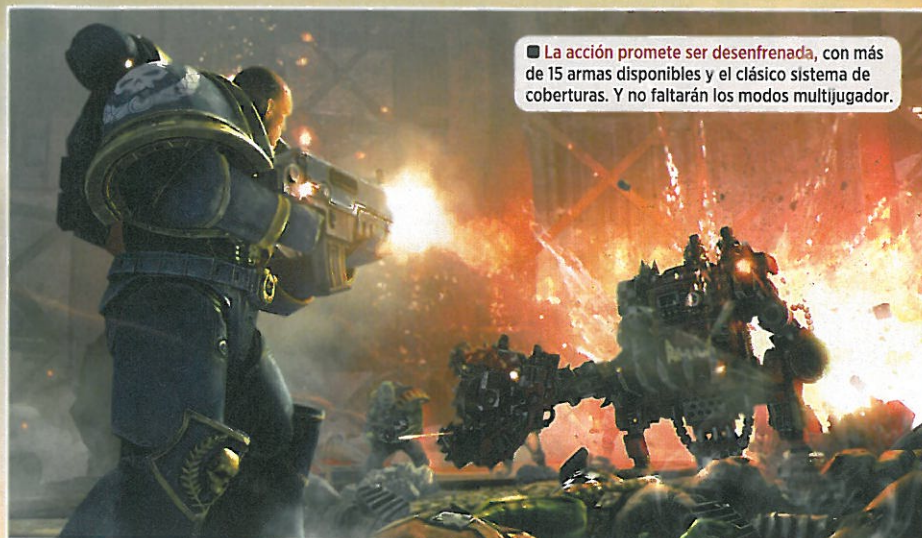 ■ La acción promete ser desenfrenada, con más
de 15 armas disponibles y el clásico sistema de
coberturas. Y no faltarán los modos multijugador.